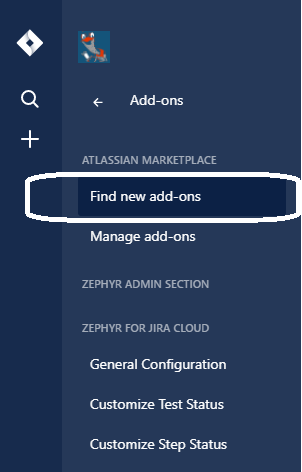 Add-ons
ATLASSIAN MARKETPLACE
Find new add-ons
Manage add-ons
ZEPHYR ADMIN SECTION
ZEPHYR FOR JIRA CLOUD
General Configuration
Customize Test Status
Customize Step Status